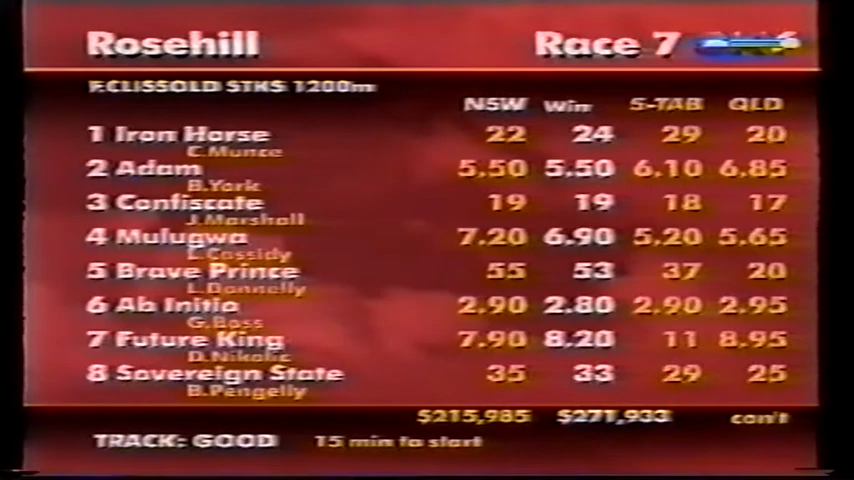 Rosehill Race 7
F.CLISSOLD STKS 1200m
NSW Win S-TAB QLD
1 Iron Horse 22 24 29 20
C.Munce
2 Adam 5.50 5.50 6.10 6.85
B.York
3 Confiscate 19 19 18 17
J.Marshall
4 Mulugwa 7.20 6.90 5.20 5.65
L.Cassidy
5 Brave Prince 55 53 37 20
L.Donnelly
6 Ab Initio 2.90 2.80 2.90 2.95
G.Boss
7 Future King 7.90 8.20 11 8.95
D.Nikolic
8 Sovereign State 35 33 29 25
B.Pengelly
$215,985 $271,933 con't
TRACK: GOOD 15 min to start